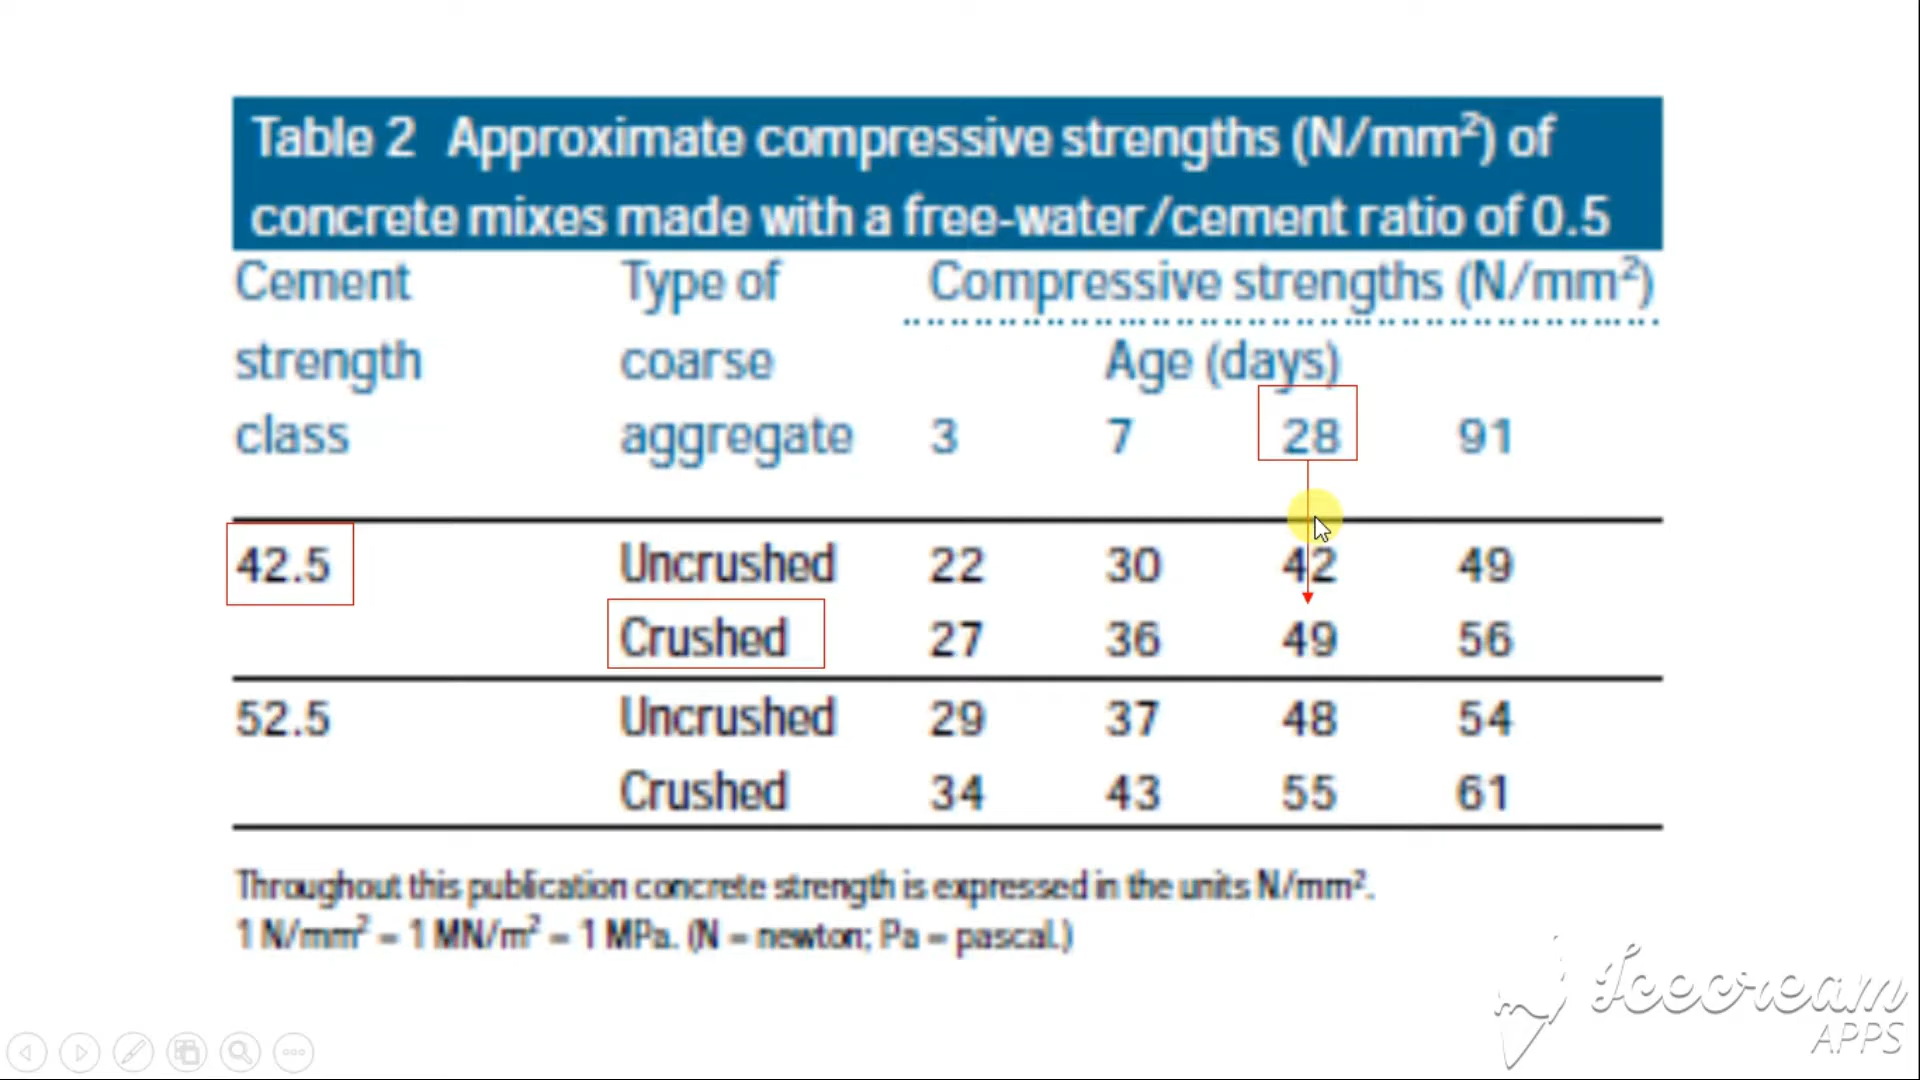 Table 2 Approximate compressive strengths (N/mm²) of
concrete mixes made with a free-water/cement ratio of 0.5
Cement Type of Compressive strengths (N/mm²)
strength coarse Age (days)
class aggregate 3 7 28 91
42.5 Uncrushed 22 30 42 49
Crushed 27 36 49 56
52.5 Uncrushed 29 37 48 54
Crushed 34 43 55 61
Throughout this publication concrete strength is expressed in the units N/mm².
1 N/mm² = 1 MN/m² = 1 MPa. (N = newton; Pa = pascal.)
Icecream
APPS